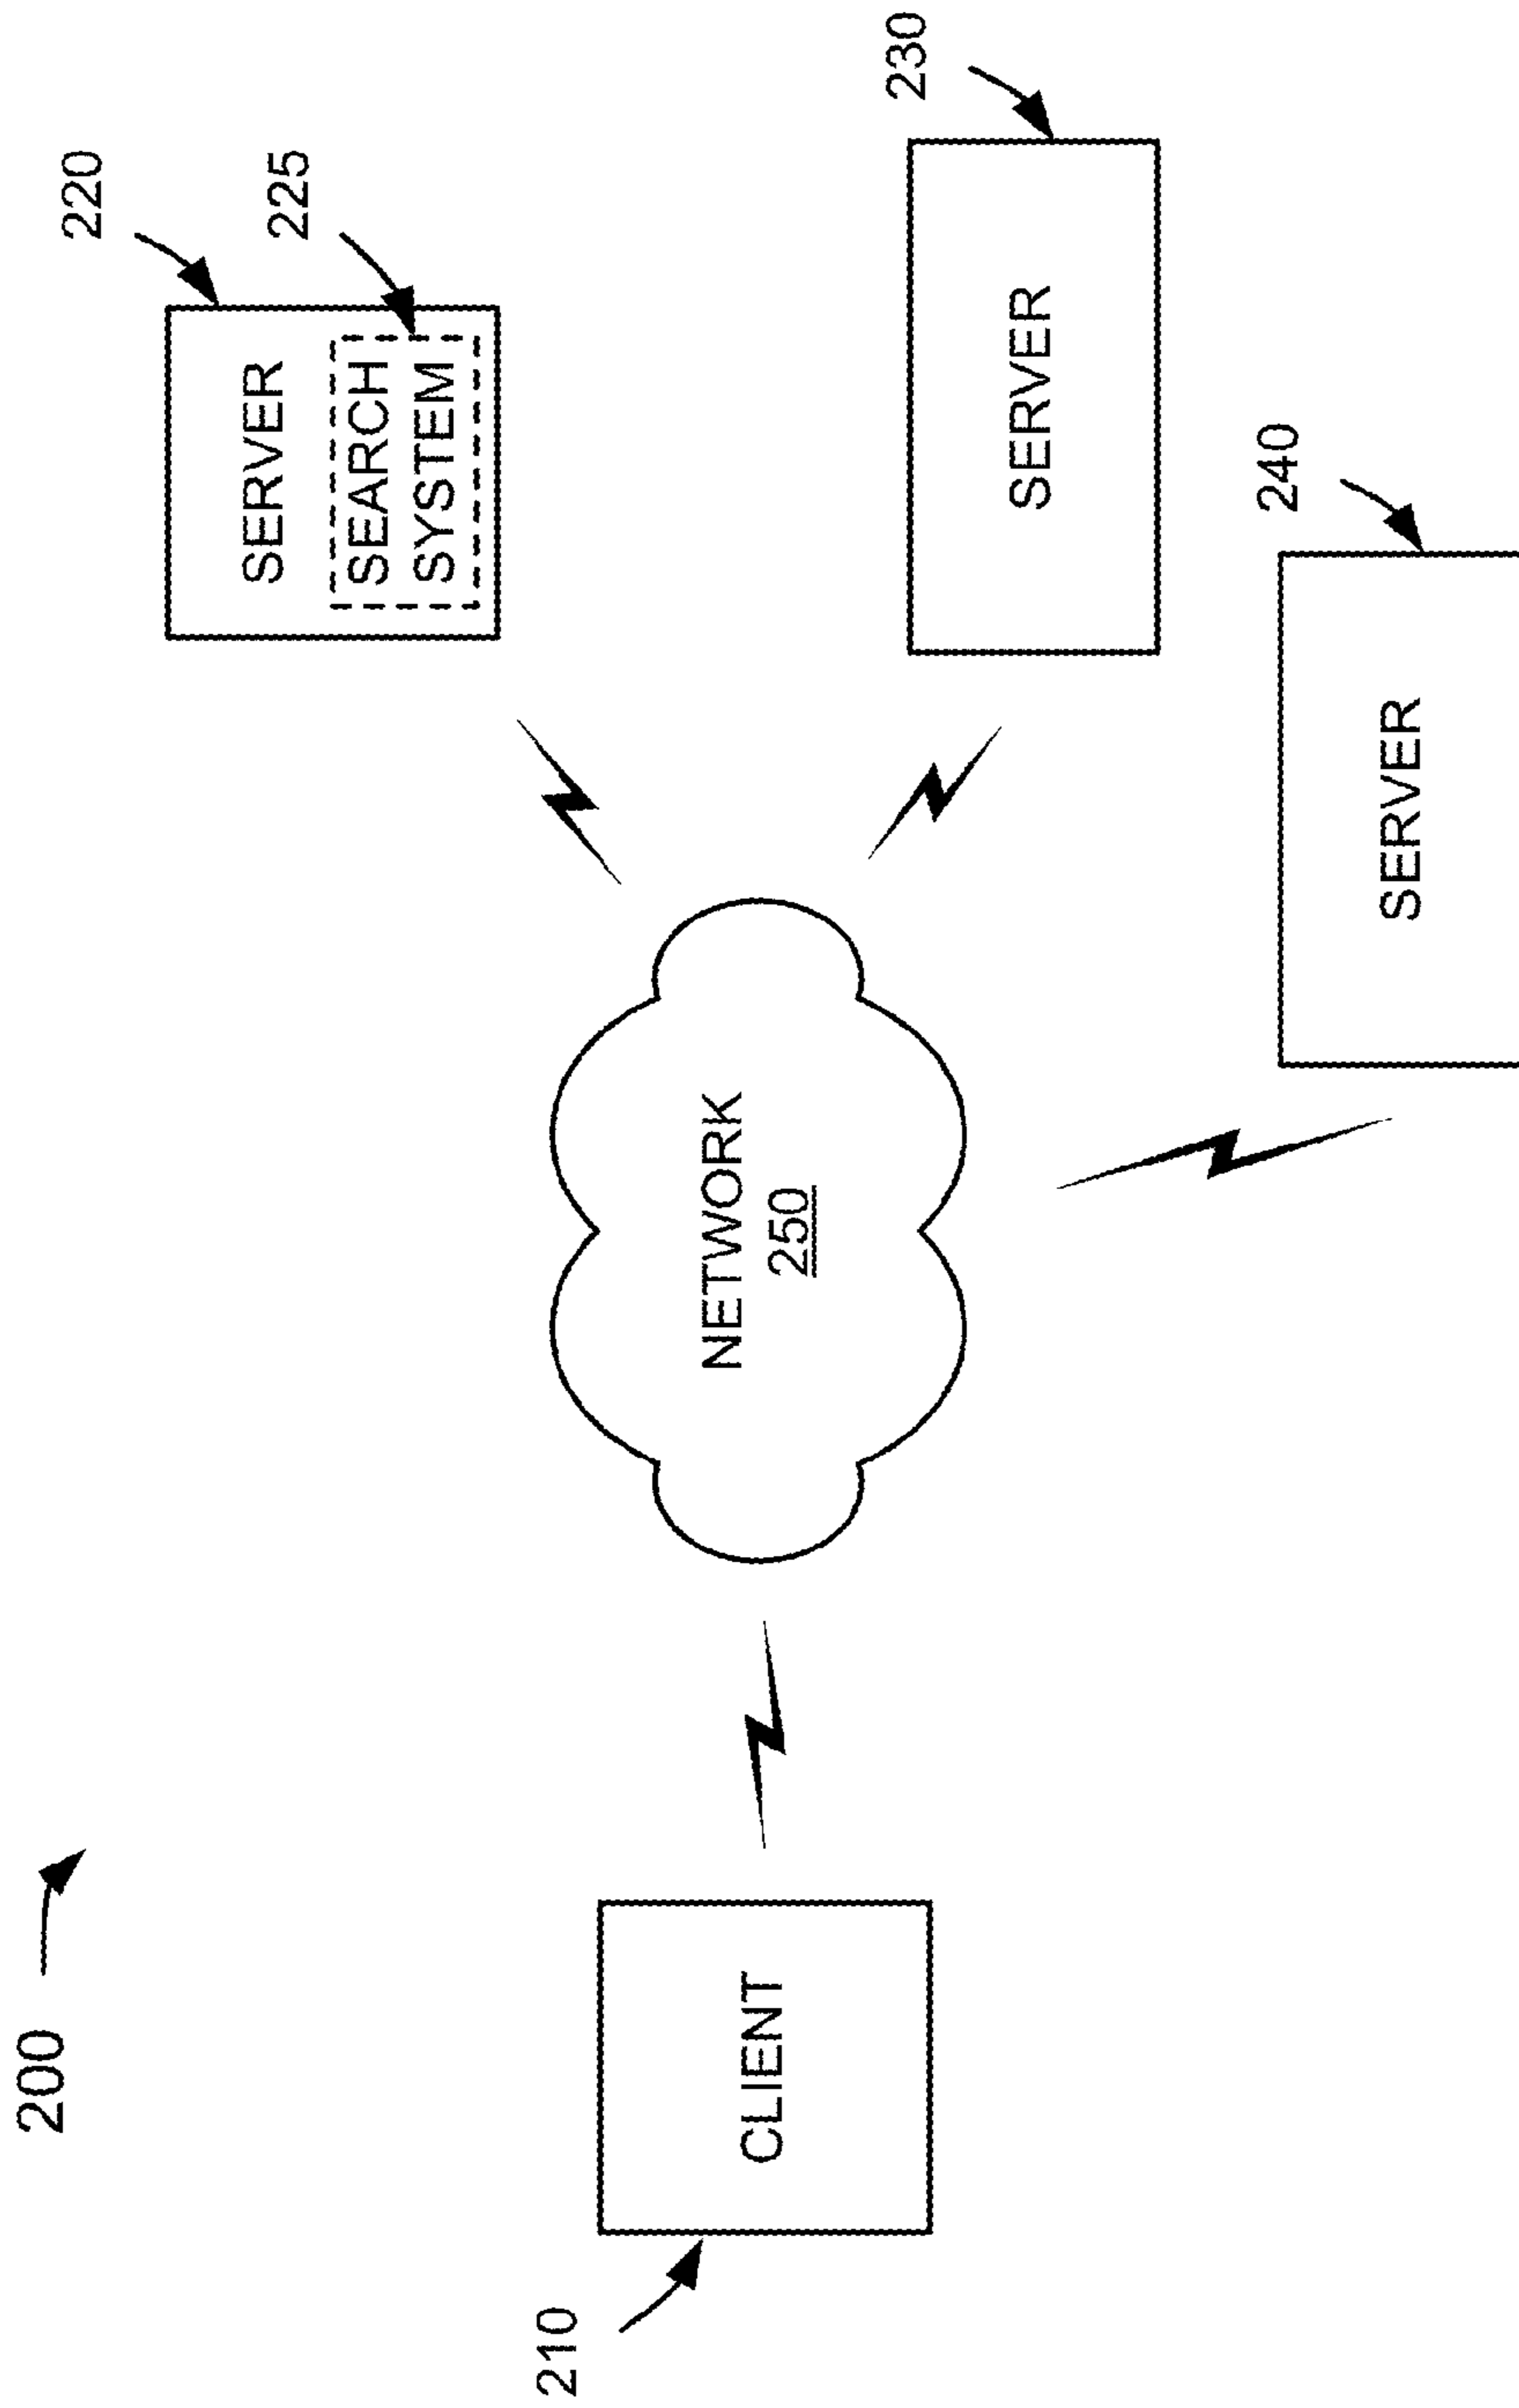 200
220
SERVER
225
SEARCH
SYSTEM
210
CLIENT
NETWORK
250
230
SERVER
240
SERVER